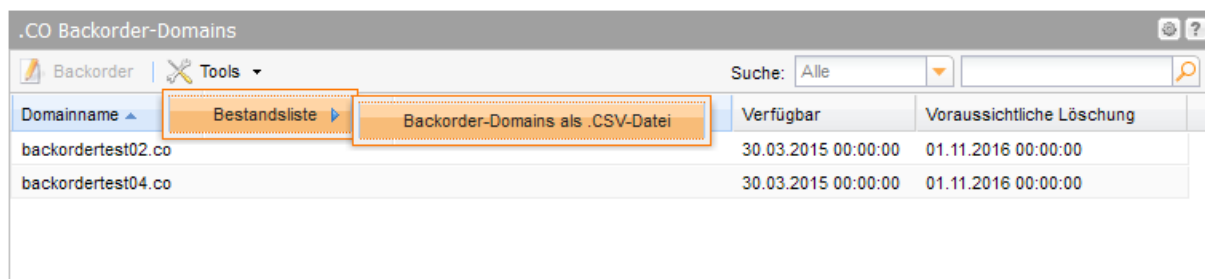 .CO Backorder-Domains ?
Backorder Tools Suche: Alle
Domainname Bestandsliste Backorder-Domains als .CSV-Datei Verfügbar Voraussichtliche Löschung
backordertest02.co 30.03.2015 00:00:00 01.11.2016 00:00:00
backordertest04.co 30.03.2015 00:00:00 01.11.2016 00:00:00